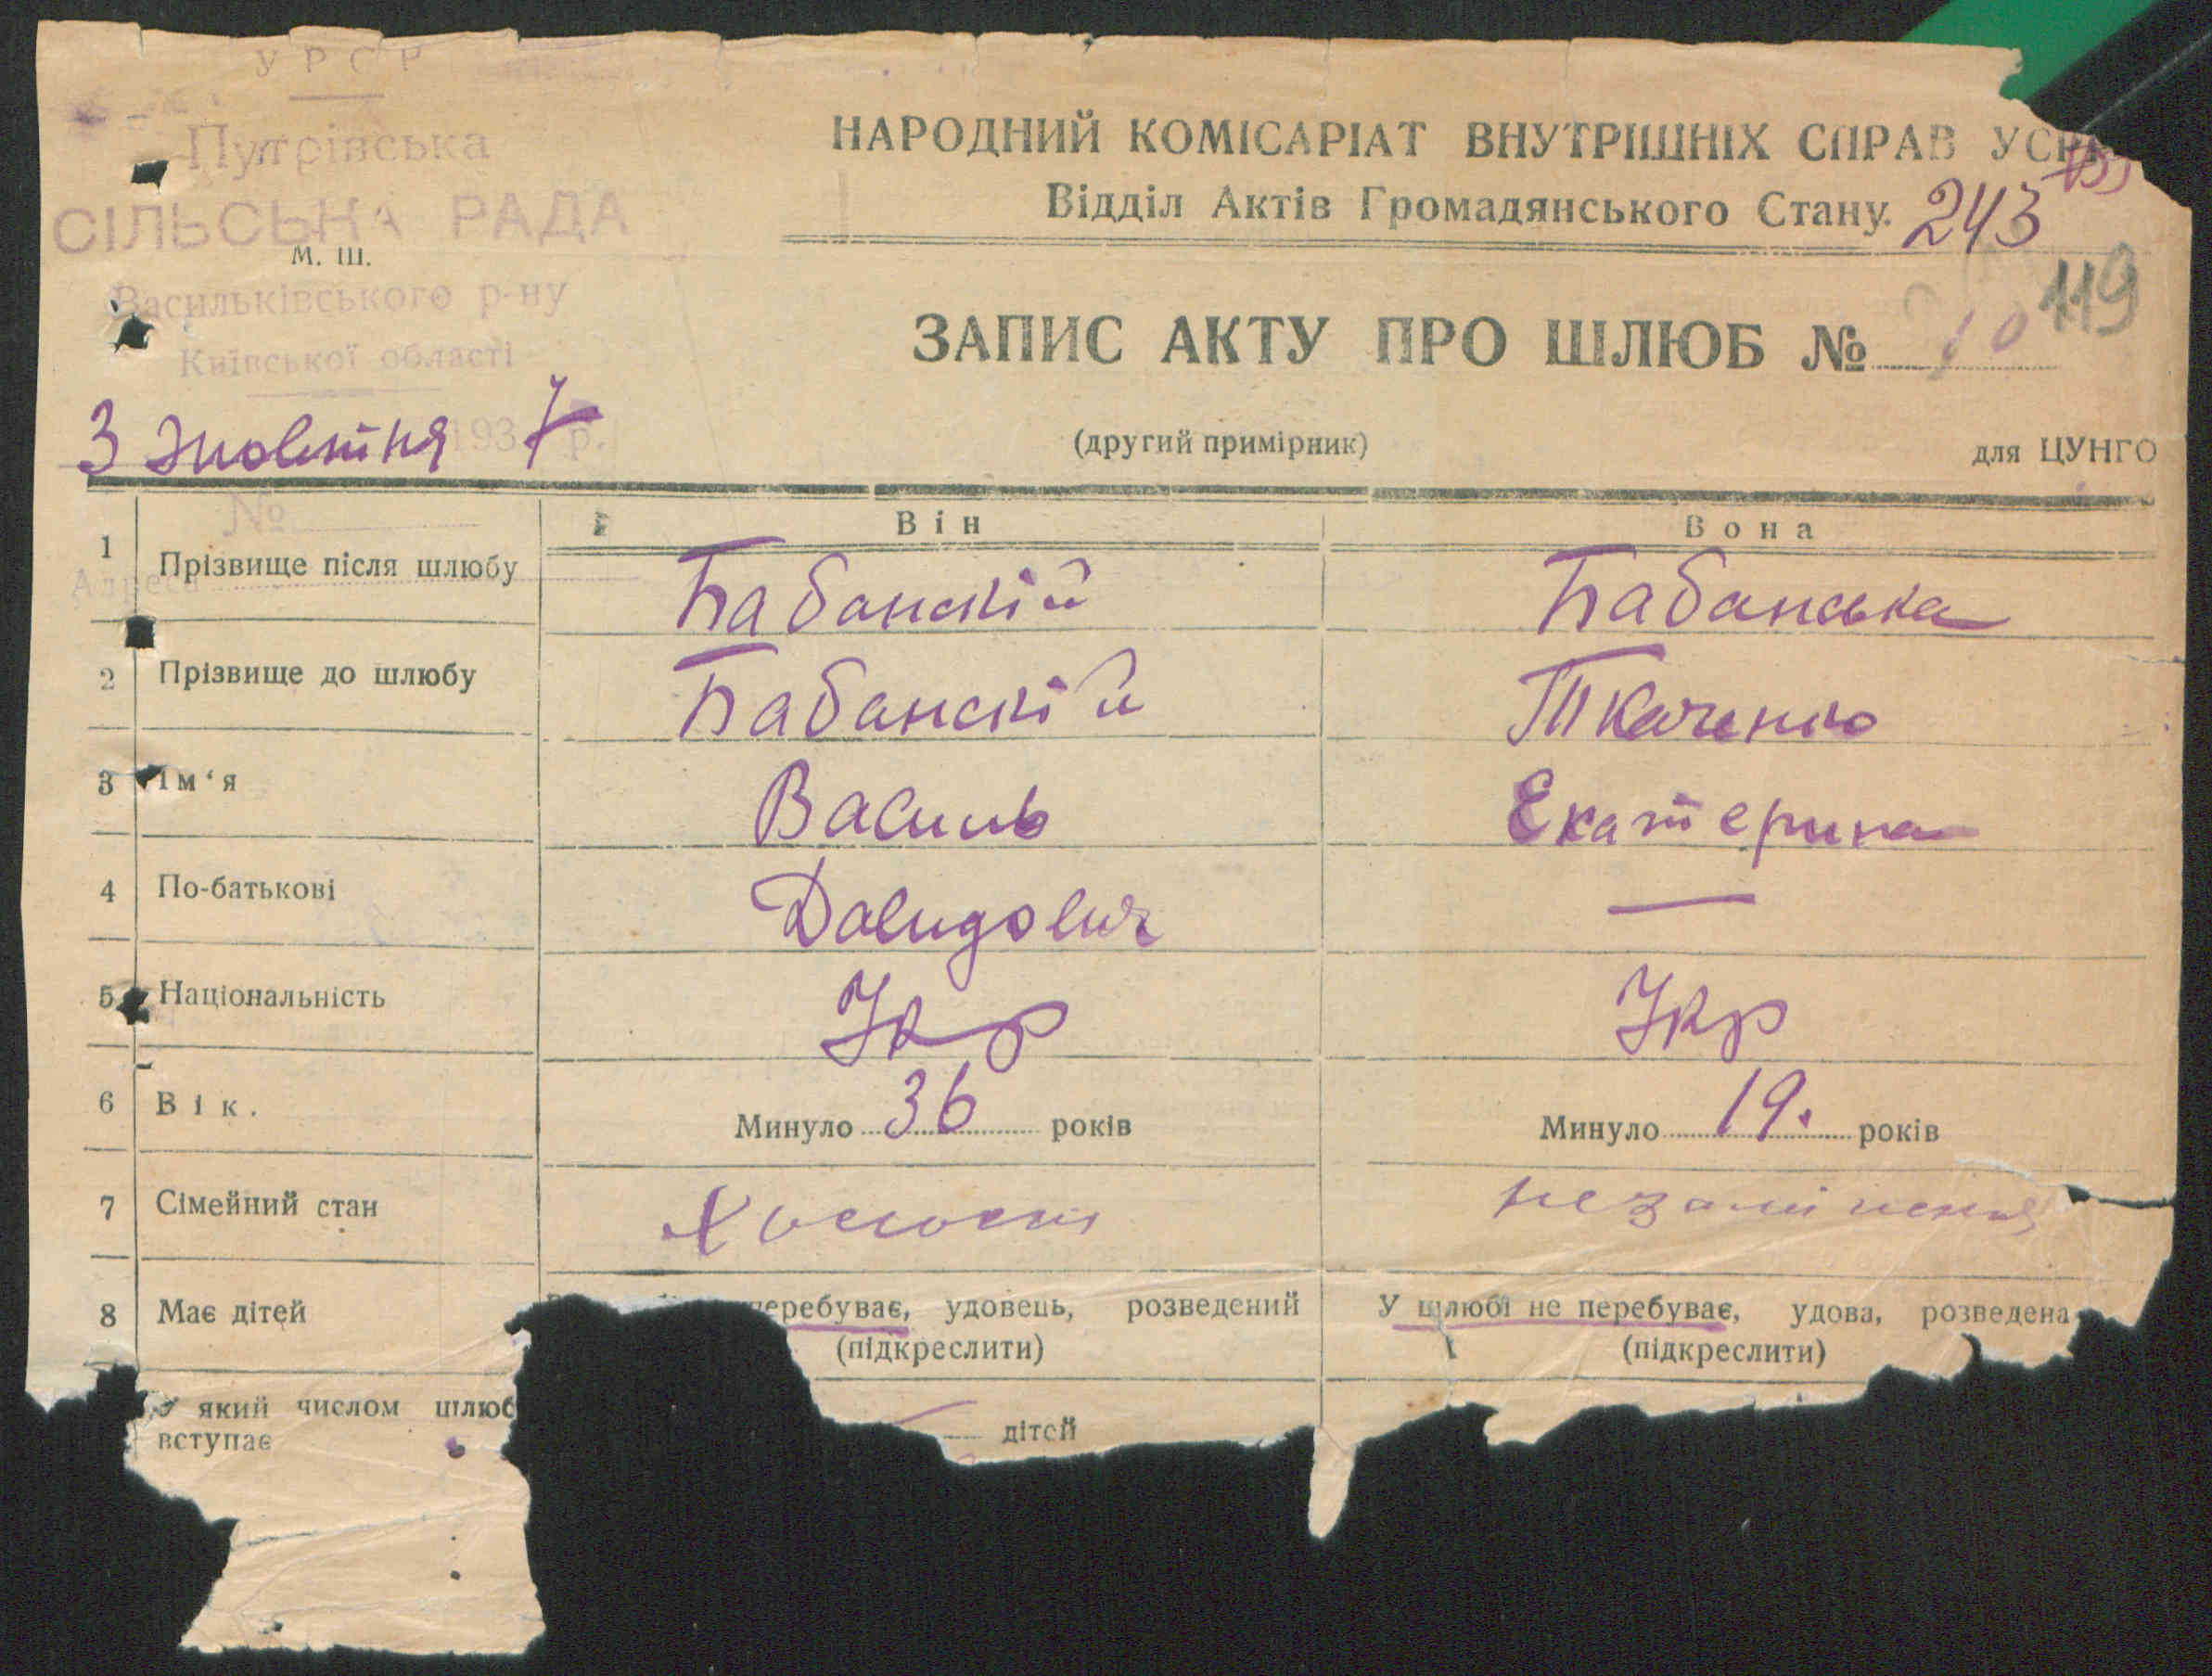 УРСР
Путрівська
СІЛЬСЬКА РАДА
М. Ш.
Васильківського р-ну
Київської області
3 жовтня 1937 р.
№
Адреса
НАРОДНИЙ КОМІСАРІАТ ВНУТРІШНІХ СПРАВ
Відділ Актів Громадянського Стану.
243
119
ЗАПИС АКТУ ПРО ШЛЮБ № 10
(другий примірник)
для ЦУНГО
Він Вона
1 Прізвище після шлюбу Бабанскій Бабанська
2 Прізвище до шлюбу Бабанскій Ткаченко
3 Ім‘я Василь Екатерина
4 По-батькові Давидович —
5 Національність Укр Укр
6 Вік. Минуло 36 років Минуло 19. років
7 Сімейний стан Холостий
8 Має дітей перебуває, удовець, розведений У шлюбі не перебуває, удова, розведена
(підкреслити) (підкреслити)
У який числом шлюб
вступає
— дітей